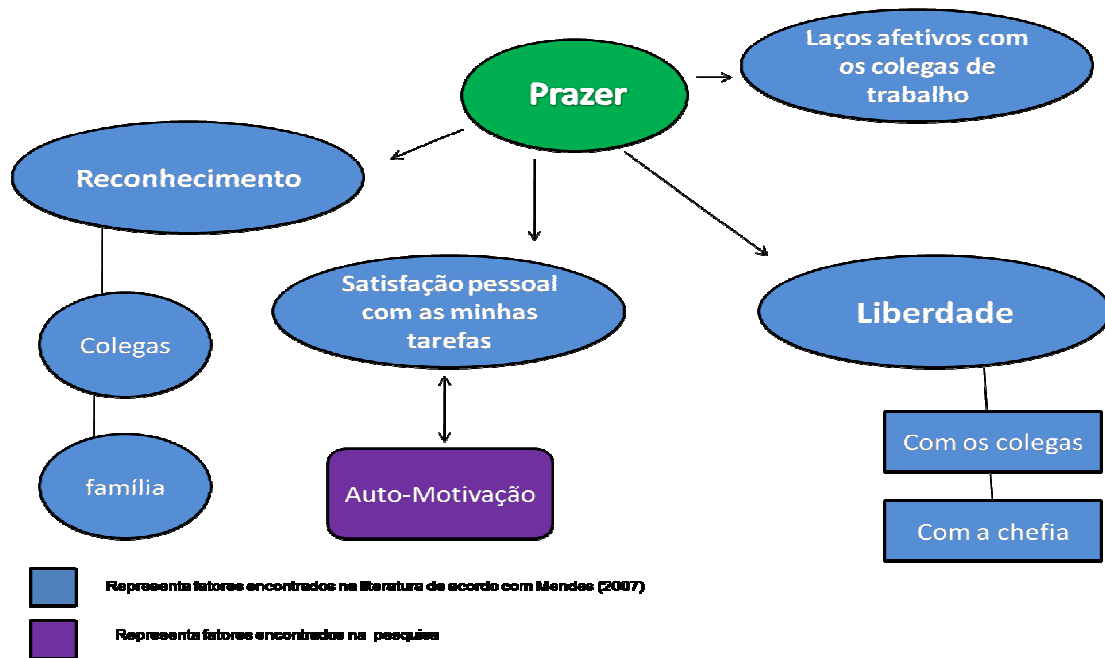 Prazer
Laços afetivos com
os colegas de
trabalho
Reconhecimento
Colegas
família
Satisfação pessoal
com as minhas
tarefas
Auto-Motivação
Liberdade
Com os colegas
Com a chefia
Representa fatores encontrados na literatura de acordo com Mendes (2007)
Representa fatores encontrados na pesquisa